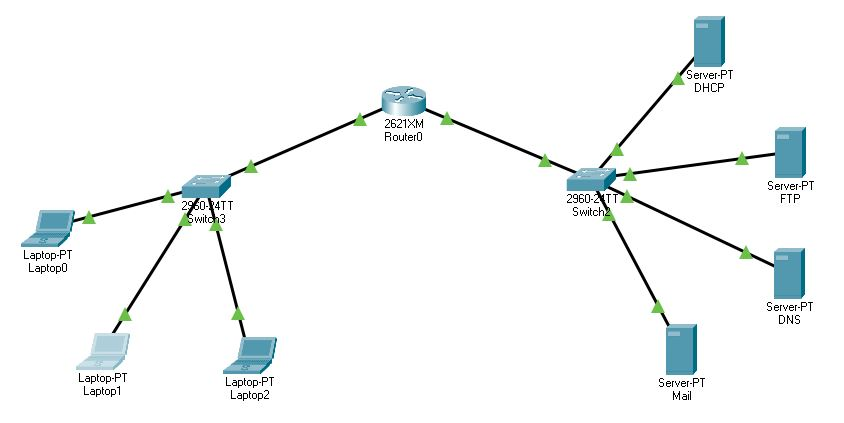 Server-PT
DHCP
2621XM
Router0
Server-PT
FTP
2960-24TT
Switch3
2960-24TT
Switch2
Laptop-PT
Laptop0
Server-PT
DNS
Laptop-PT
Laptop1
Laptop-PT
Laptop2
Server-PT
Mail